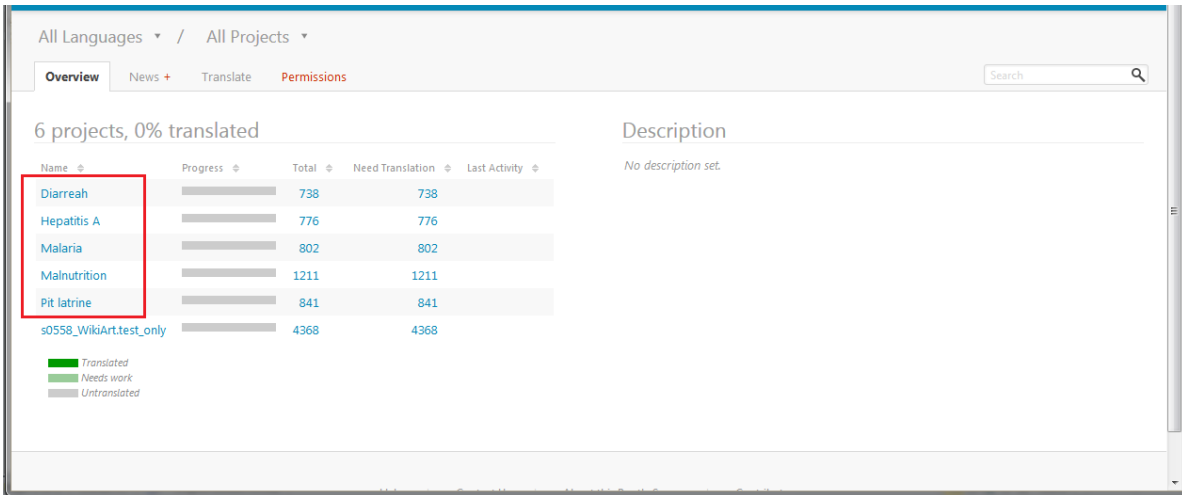 All Languages ▾ / All Projects ▾
Overview News + Translate Permissions Search
6 projects, 0% translated Description
Name Progress Total Need Translation Last Activity No description set.
Diarreah 738 738
Hepatitis A 776 776
Malaria 802 802
Malnutrition 1211 1211
Pit latrine 841 841
s0558_WikiArt.test_only 4368 4368
Translated
Needs work
Untranslated